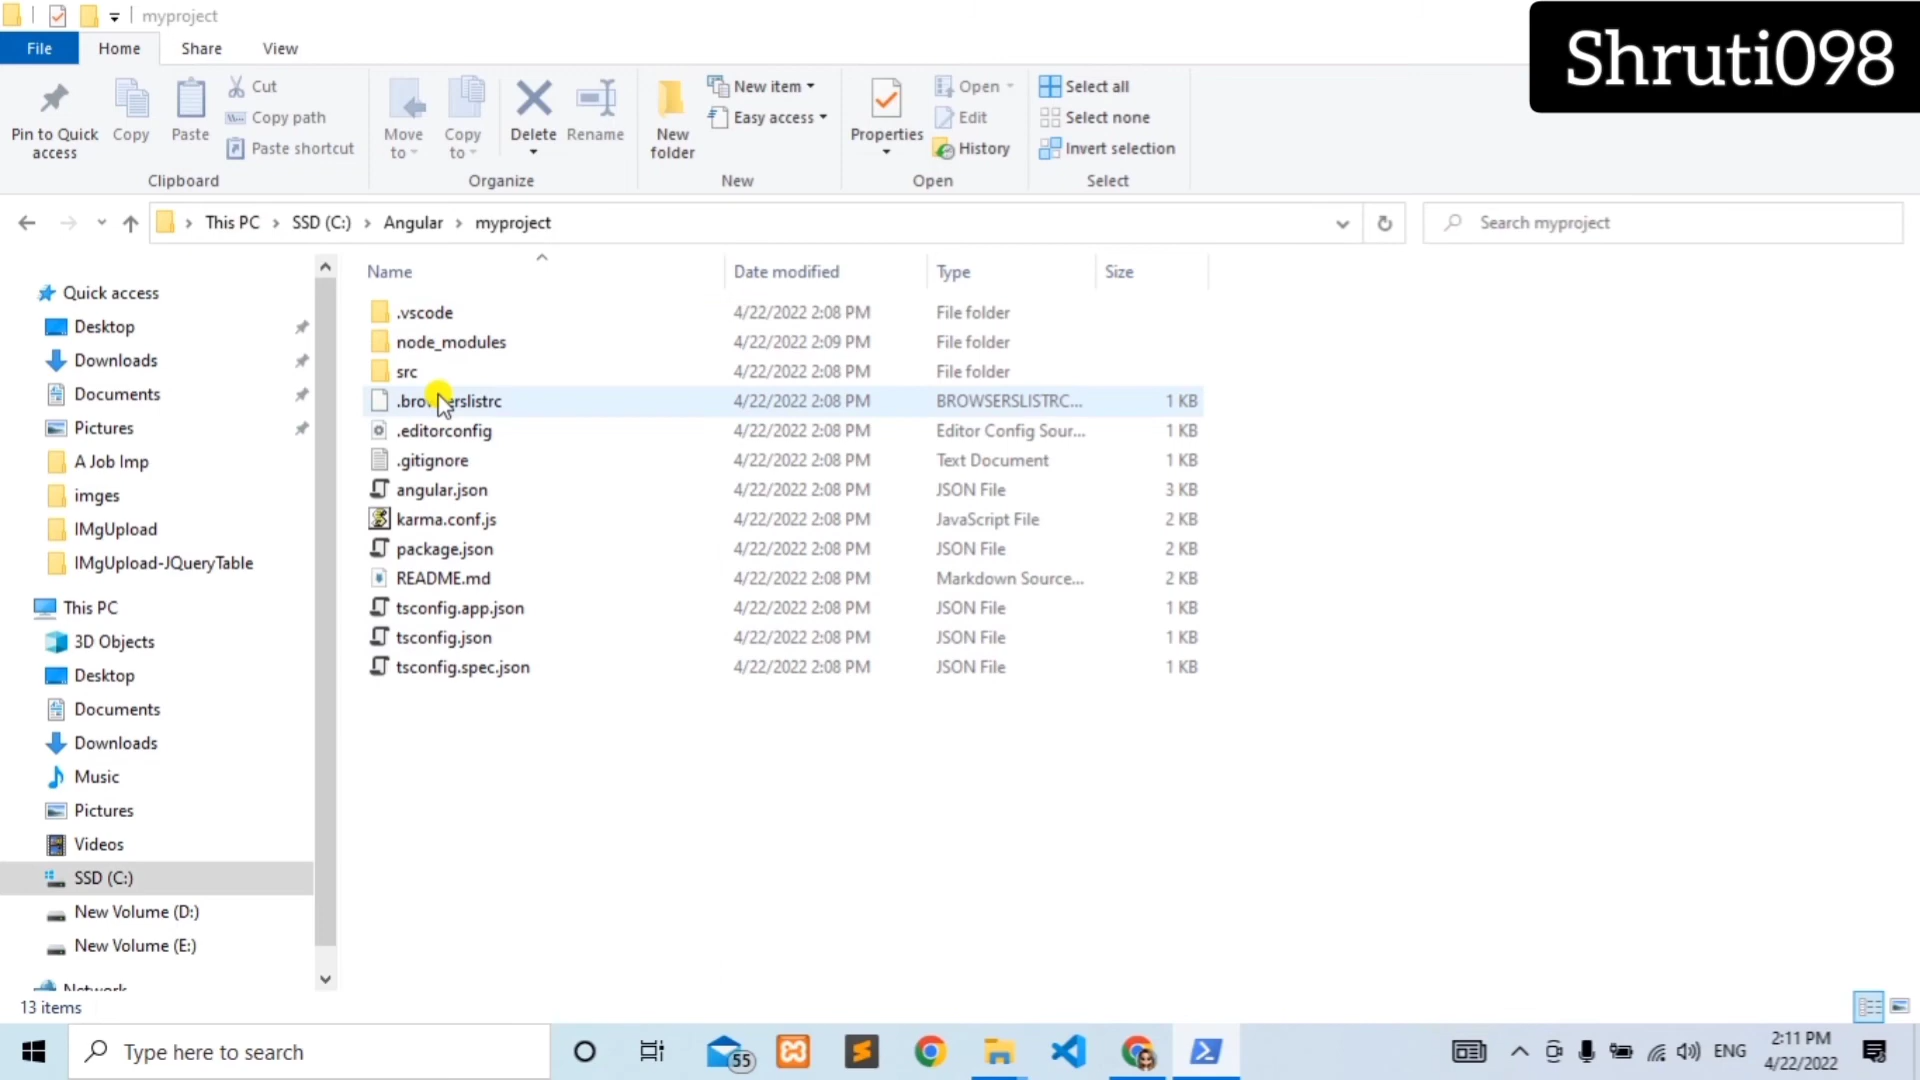 myproject
Shruti098
File Home Share View
Pin to Quick access
Copy
Paste
Cut
Copy path
Paste shortcut
Clipboard
Move to
Copy to
Delete
Rename
Organize
New folder
New item
Easy access
New
Properties
Open
Edit
History
Open
Select all
Select none
Invert selection
Select
This PC > SSD (C:) > Angular > myproject
Search myproject
Quick access
Desktop
Downloads
Documents
Pictures
A Job Imp
imges
IMgUpload
IMgUpload-JQueryTable
This PC
3D Objects
Desktop
Documents
Downloads
Music
Pictures
Videos
SSD (C:)
New Volume (D:)
New Volume (E:)
Network
Name Date modified Type Size
.vscode 4/22/2022 2:08 PM File folder
node_modules 4/22/2022 2:09 PM File folder
src 4/22/2022 2:08 PM File folder
.browserslistrc 4/22/2022 2:08 PM BROWSERSLISTRC... 1 KB
.editorconfig 4/22/2022 2:08 PM Editor Config Sour... 1 KB
.gitignore 4/22/2022 2:08 PM Text Document 1 KB
angular.json 4/22/2022 2:08 PM JSON File 3 KB
karma.conf.js 4/22/2022 2:08 PM JavaScript File 2 KB
package.json 4/22/2022 2:08 PM JSON File 2 KB
README.md 4/22/2022 2:08 PM Markdown Source... 2 KB
tsconfig.app.json 4/22/2022 2:08 PM JSON File 1 KB
tsconfig.json 4/22/2022 2:08 PM JSON File 1 KB
tsconfig.spec.json 4/22/2022 2:08 PM JSON File 1 KB
13 items
Type here to search
55
ENG
2:11 PM
4/22/2022